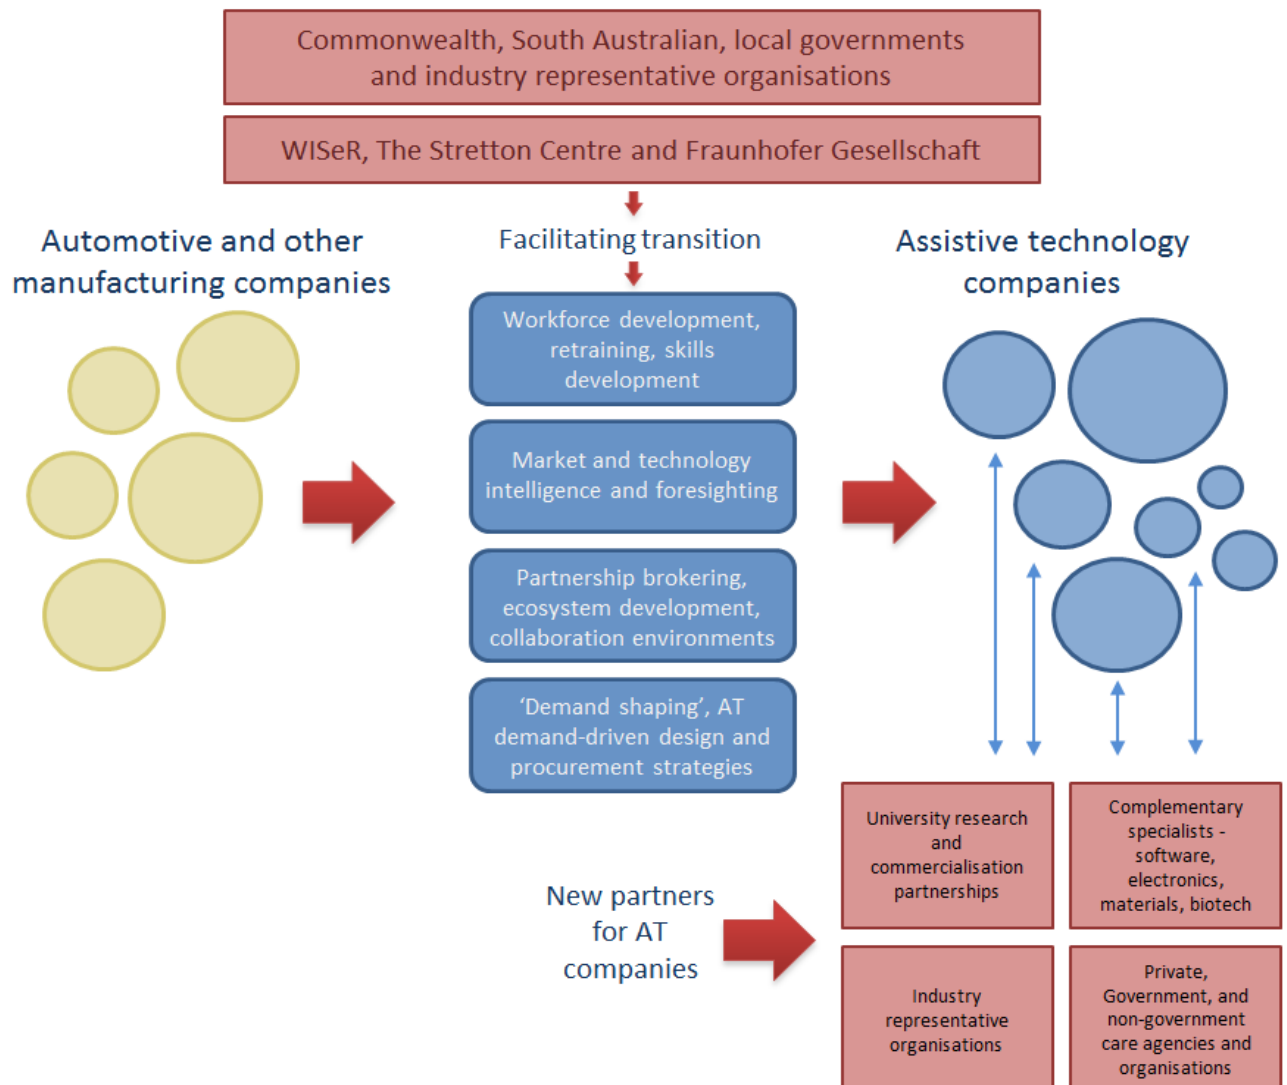 Commonwealth, South Australian, local governments
and industry representative organisations
WISeR, The Stretton Centre and Fraunhofer Gesellschaft
Automotive and other
manufacturing companies
Facilitating transition
Assistive technology
companies
Workforce development,
retraining, skills
development
Market and technology
intelligence and foresighting
Partnership brokering,
ecosystem development,
collaboration environments
‘Demand shaping’, AT
demand-driven design and
procurement strategies
New partners
for AT
companies
University research
and
commercialisation
partnerships
Complementary
specialists -
software,
electronics,
materials, biotech
Industry
representative
organisations
Private,
Government, and
non-government
care agencies and
organisations